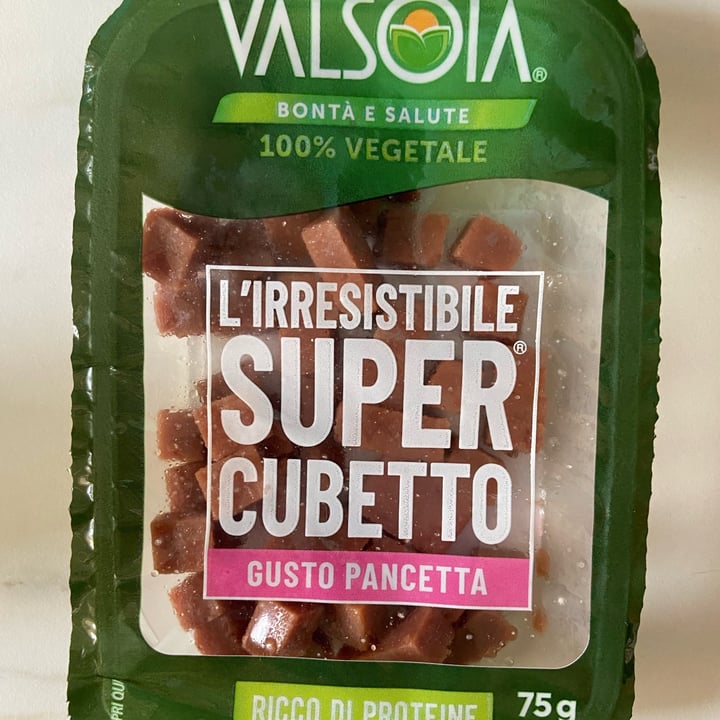 VALSOIA®
BONTÀ E SALUTE
100% VEGETALE
L'IRRESISTIBILE
SUPER®
CUBETTO
GUSTO PANCETTA
RICCO DI PROTEINE
75g